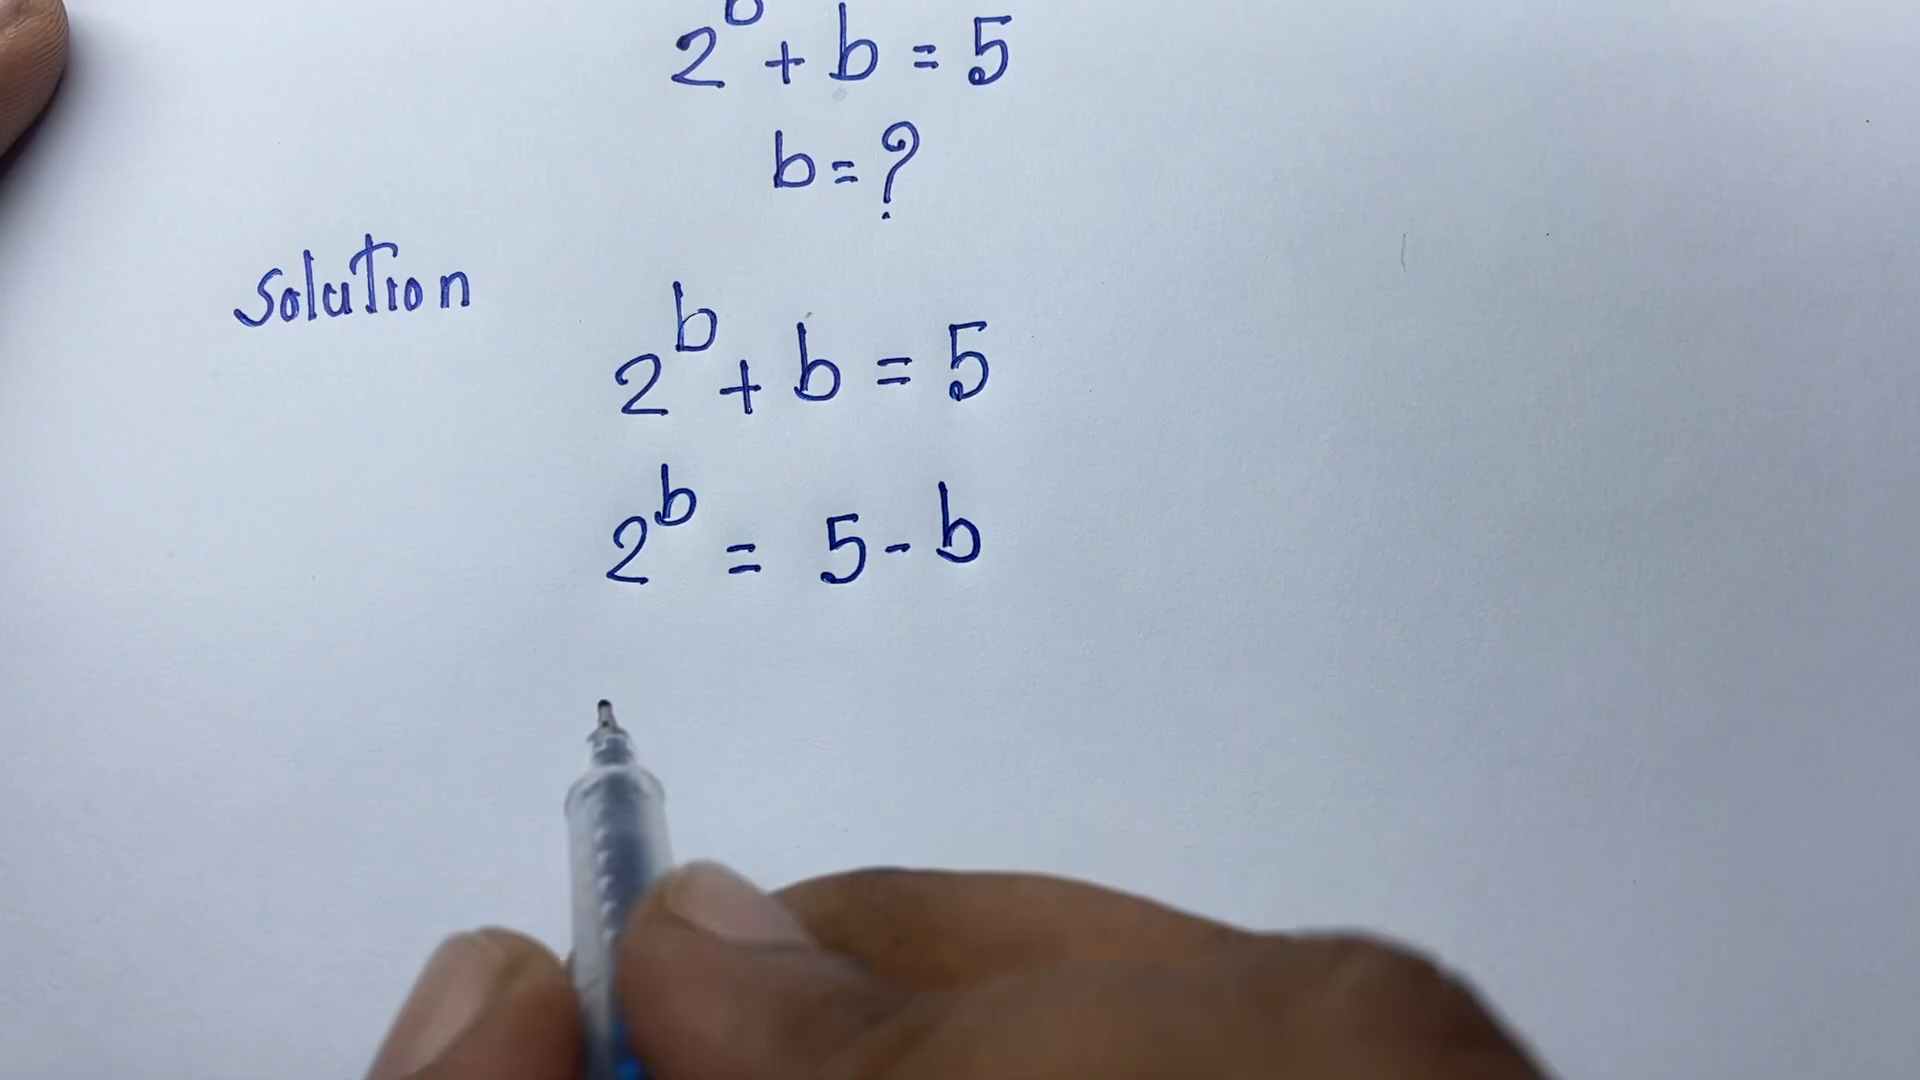 2^b + b = 5
b = ?
Solution
2^b + b = 5
2^b = 5 - b